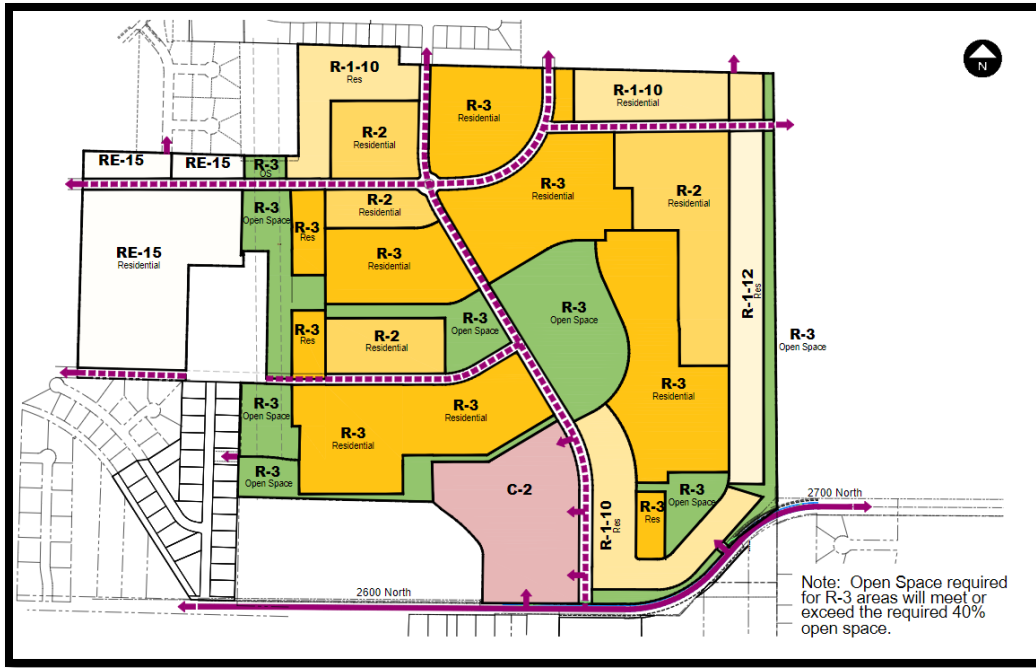 R-1-10
Res
N
R-3
Residential
R-1-10
Residential
R-2
Residential
RE-15
RE-15
R-3
OS
R-3
Residential
R-2
Residential
R-2
Residential
R-3
Open Space
R-3
Res
RE-15
Residential
R-3
Residential
R-1-12
Res
R-3
Open Space
R-3
Open Space
R-3
Res
R-2
Residential
R-3
Open Space
R-3
Residential
R-3
Open Space
R-3
Residential
R-3
Residential
R-3
Open Space
C-2
R-3
Open Space
R-1-10
Res
R-3
Res
2700 North
2600 North
Note: Open Space required
for R-3 areas will meet or
exceed the required 40%
open space.